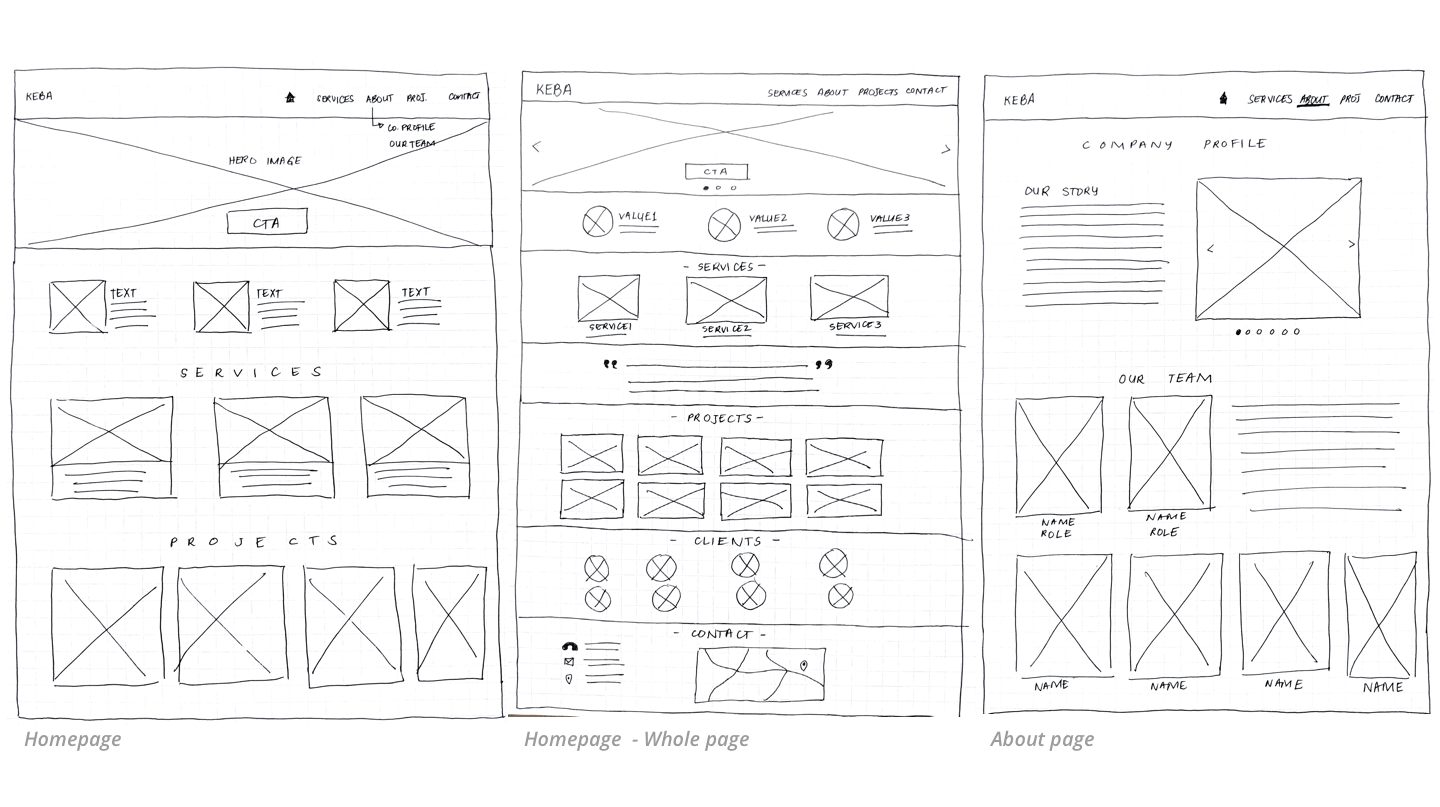 KEBA
SERVICES ABOUT PROJ. CONTACT
CO. PROFILE
OUR TEAM
HERO IMAGE
CTA
TEXT TEXT TEXT
SERVICES
PROJECTS
Homepage
KEBA
SERVICES ABOUT PROJECTS CONTACT
CTA
VALUE1 VALUE2 VALUE3
- SERVICES -
SERVICE1 SERVICE2 SERVICE3
“ ”
- PROJECTS -
- CLIENTS -
- CONTACT -
Homepage - Whole page
KEBA
SERVICES ABOUT PROJ CONTACT
COMPANY PROFILE
OUR STORY
OUR TEAM
NAME NAME
ROLE ROLE
NAME NAME NAME NAME
About page